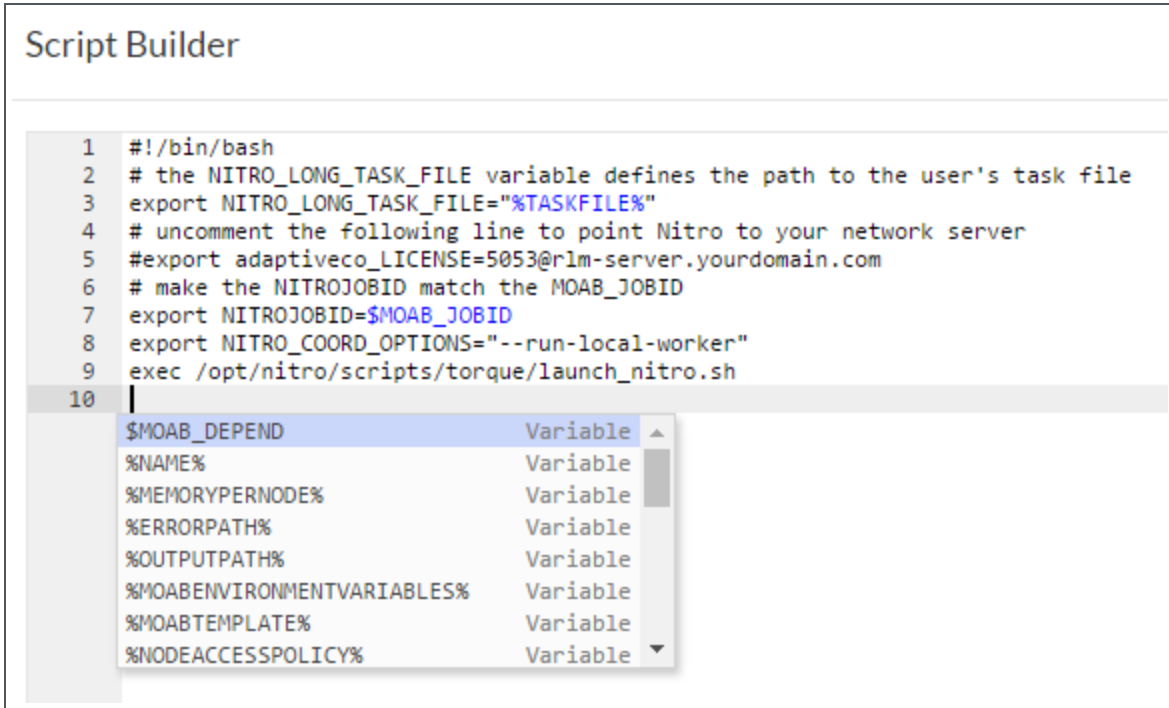 Script Builder
1 #!/bin/bash
2 # the NITRO_LONG_TASK_FILE variable defines the path to the user's task file
3 export NITRO_LONG_TASK_FILE="%TASKFILE%"
4 # uncomment the following line to point Nitro to your network server
5 #export adaptiveco_LICENSE=5053@rlm-server.yourdomain.com
6 # make the NITROJOBID match the MOAB_JOBID
7 export NITROJOBID=$MOAB_JOBID
8 export NITRO_COORD_OPTIONS="--run-local-worker"
9 exec /opt/nitro/scripts/torque/launch_nitro.sh
10
$MOAB_DEPEND Variable
%NAME% Variable
%MEMORYPERNODE% Variable
%ERRORPATH% Variable
%OUTPUTPATH% Variable
%MOABENVIRONMENTVARIABLES% Variable
%MOABTEMPLATE% Variable
%NODEACCESSPOLICY% Variable